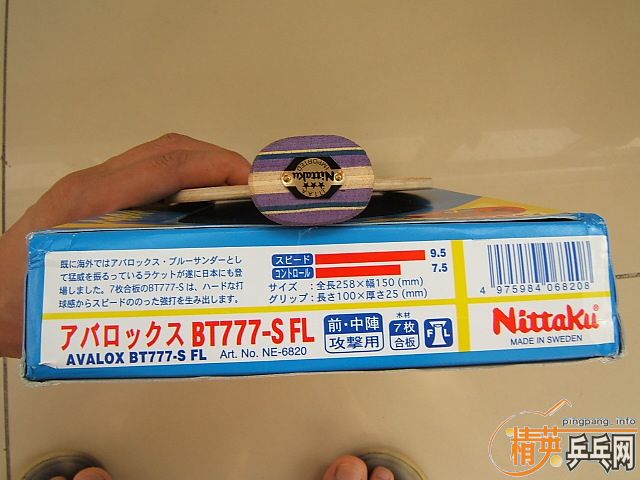 IMPORTED
Nittaku
既に海外ではアバロックス・ブルーサンダーとし
て猛威を振るっているラケットが遂に日本にも登
場しました。7枚合板のBT777-Sは、ハードな打
球感からスピードののった強打を生み出します。
スピード 9.5
コントロール 7.5
サイズ :全長258×幅150(mm)
グリップ:長さ100×厚さ25(mm)
4 975984 068208
アバロックス BT777-S FL
AVALOX BT777-S FL Art. No. NE-6820
前・中陣
攻撃用
木材
7枚
合板
FL
Nittaku
MADE IN SWEDEN
pingpang_info
精英乒乓网